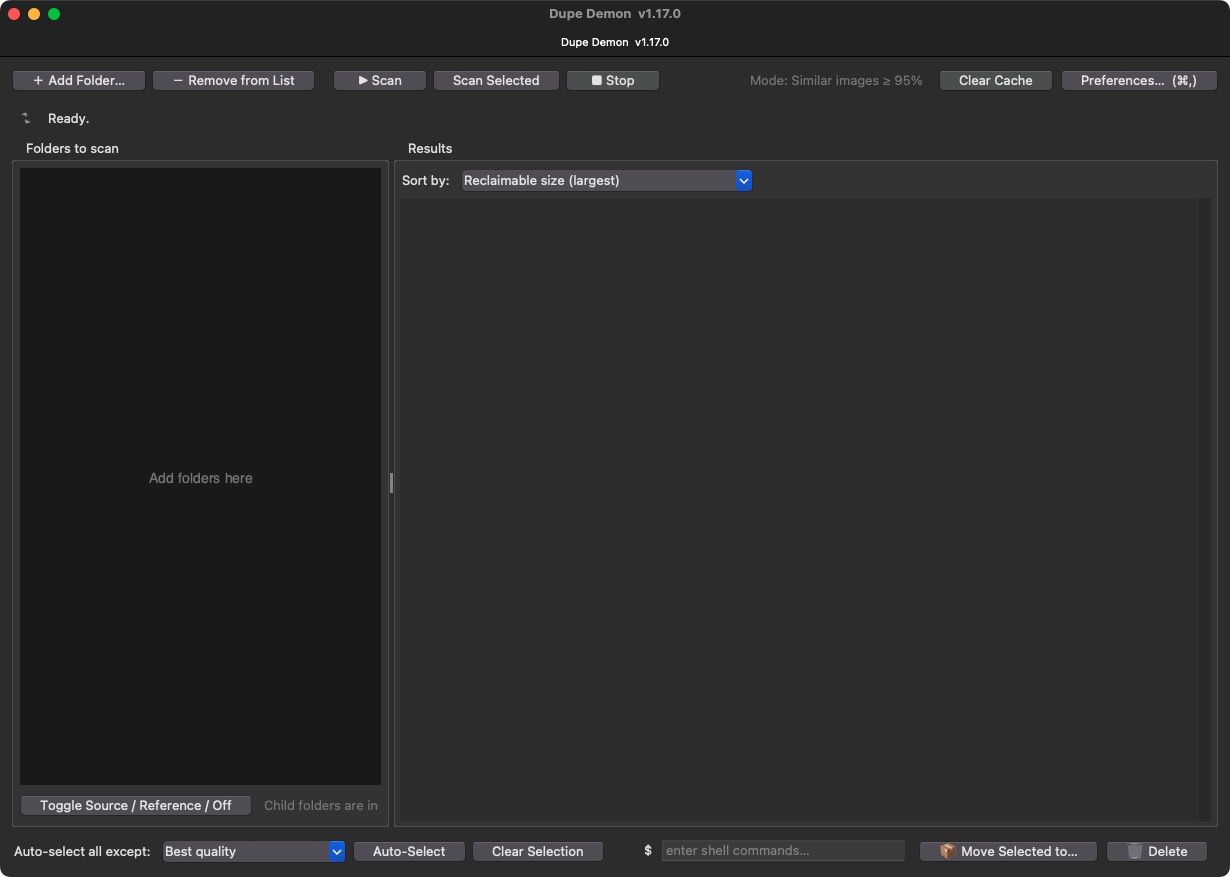 Dupe Demon v1.17.0
Dupe Demon v1.17.0
+ Add Folder... − Remove from List ▶ Scan Scan Selected ■ Stop Mode: Similar images ≥ 95% Clear Cache Preferences... (⌘,)
Ready.
Folders to scan Results
Sort by: Reclaimable size (largest)
Add folders here
Toggle Source / Reference / Off Child folders are in
Auto-select all except: Best quality Auto-Select Clear Selection $ enter shell commands... Move Selected to... Delete